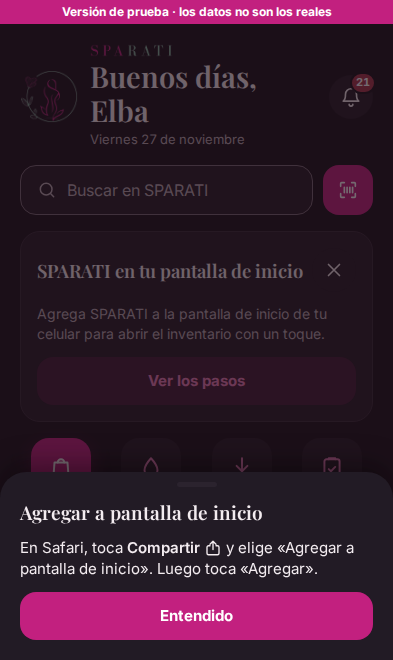 Versión de prueba · los datos no son los reales
SPARATI
Buenos días,
Elba
Viernes 27 de noviembre
21
Buscar en SPARATI
SPARATI en tu pantalla de inicio
Agrega SPARATI a la pantalla de inicio de tu
celular para abrir el inventario con un toque.
Ver los pasos
Agregar a pantalla de inicio
En Safari, toca Compartir y elige «Agregar a
pantalla de inicio». Luego toca «Agregar».
Entendido